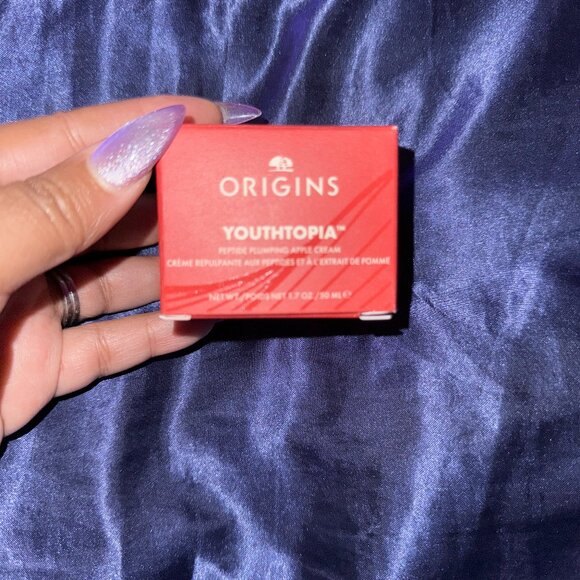 ORIGINS
YOUTHTOPIA™
PEPTIDE PLUMPING APPLE CREAM
CRÈME REPULPANTE AUX PEPTIDES ET À L'EXTRAIT DE POMME
NET WT./POIDS NET 1.7 OZ. / 50 ML ℮